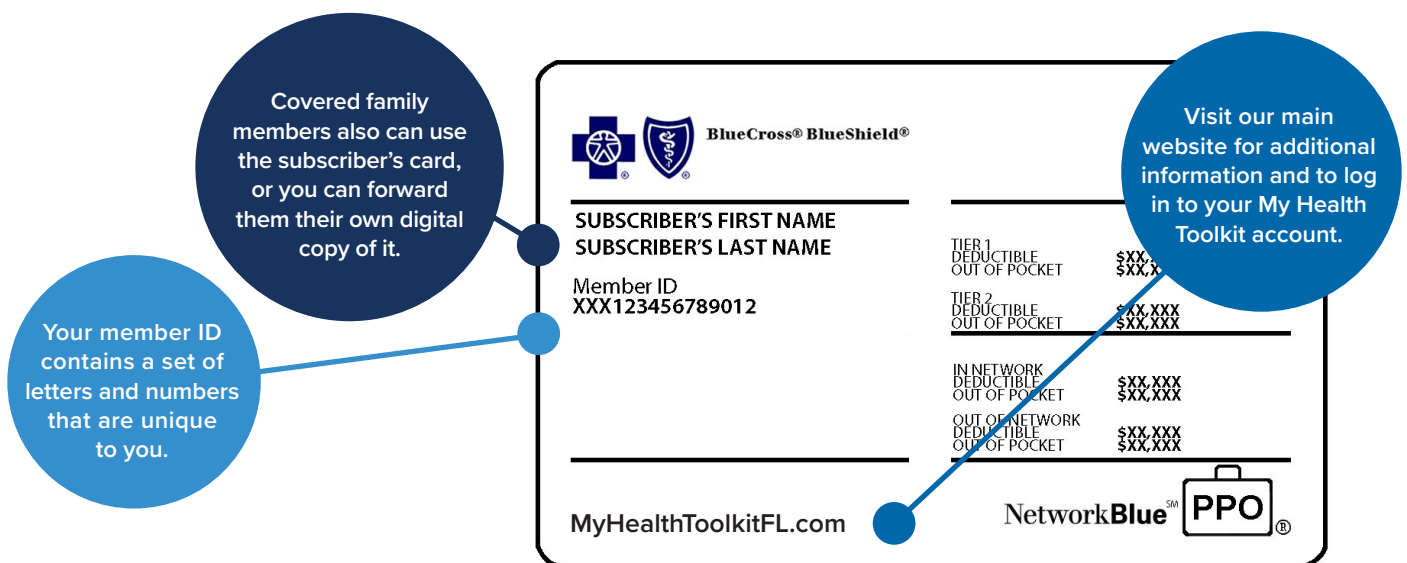 Covered family
members also can use
the subscriber's card,
or you can forward
them their own digital
copy of it.
Your member ID
contains a set of
letters and numbers
that are unique
to you.
BlueCross® BlueShield®
SUBSCRIBER'S FIRST NAME
SUBSCRIBER'S LAST NAME
Member ID
XXX123456789012
MyHealthToolkitFL.com
Visit our main
website for additional
information and to log
in to your My Health
Toolkit account.
TIER 1
DEDUCTIBLE $XX,
OUT OF POCKET $XX,X
TIER 2
DEDUCTIBLE $XX,XXX
OUT OF POCKET $XX,XXX
IN NETWORK
DEDUCTIBLE $XX,XXX
OUT OF POCKET $XX,XXX
OUT OF NETWORK
DEDUCTIBLE $XX,XXX
OUT OF POCKET $XX,XXX
NetworkBlue℠ PPO®